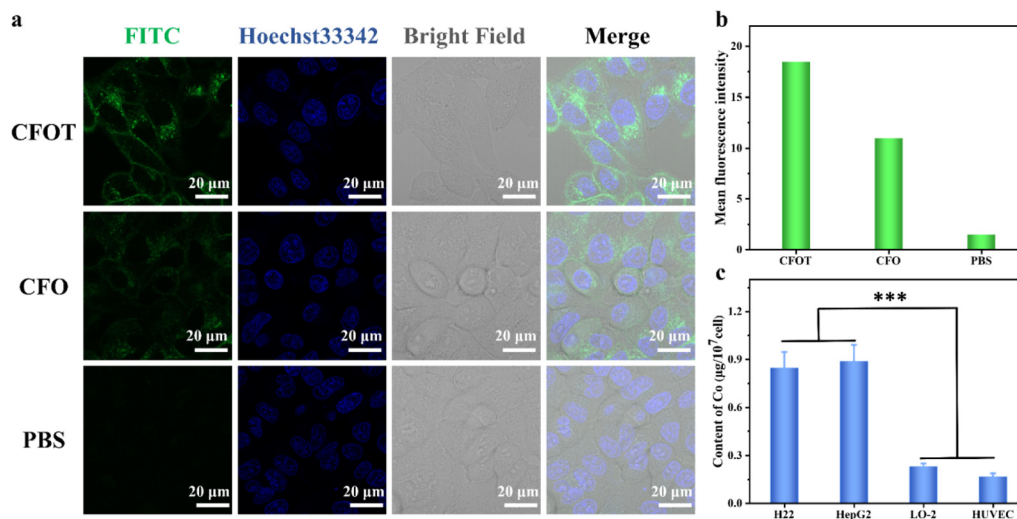 a
FITC Hoechst33342 Bright Field Merge
CFOT
20 μm 20 μm 20 μm 20 μm
CFO
20 μm 20 μm 20 μm 20 μm
PBS
20 μm 20 μm 20 μm 20 μm
b
Mean fluorescence intensity
20
15
10
5
0
CFOT CFO PBS
c
Content of Co (μg/10⁷cell)
1.2
0.9
0.6
0.3
0.0
***
H22 HepG2 LO-2 HUVEC